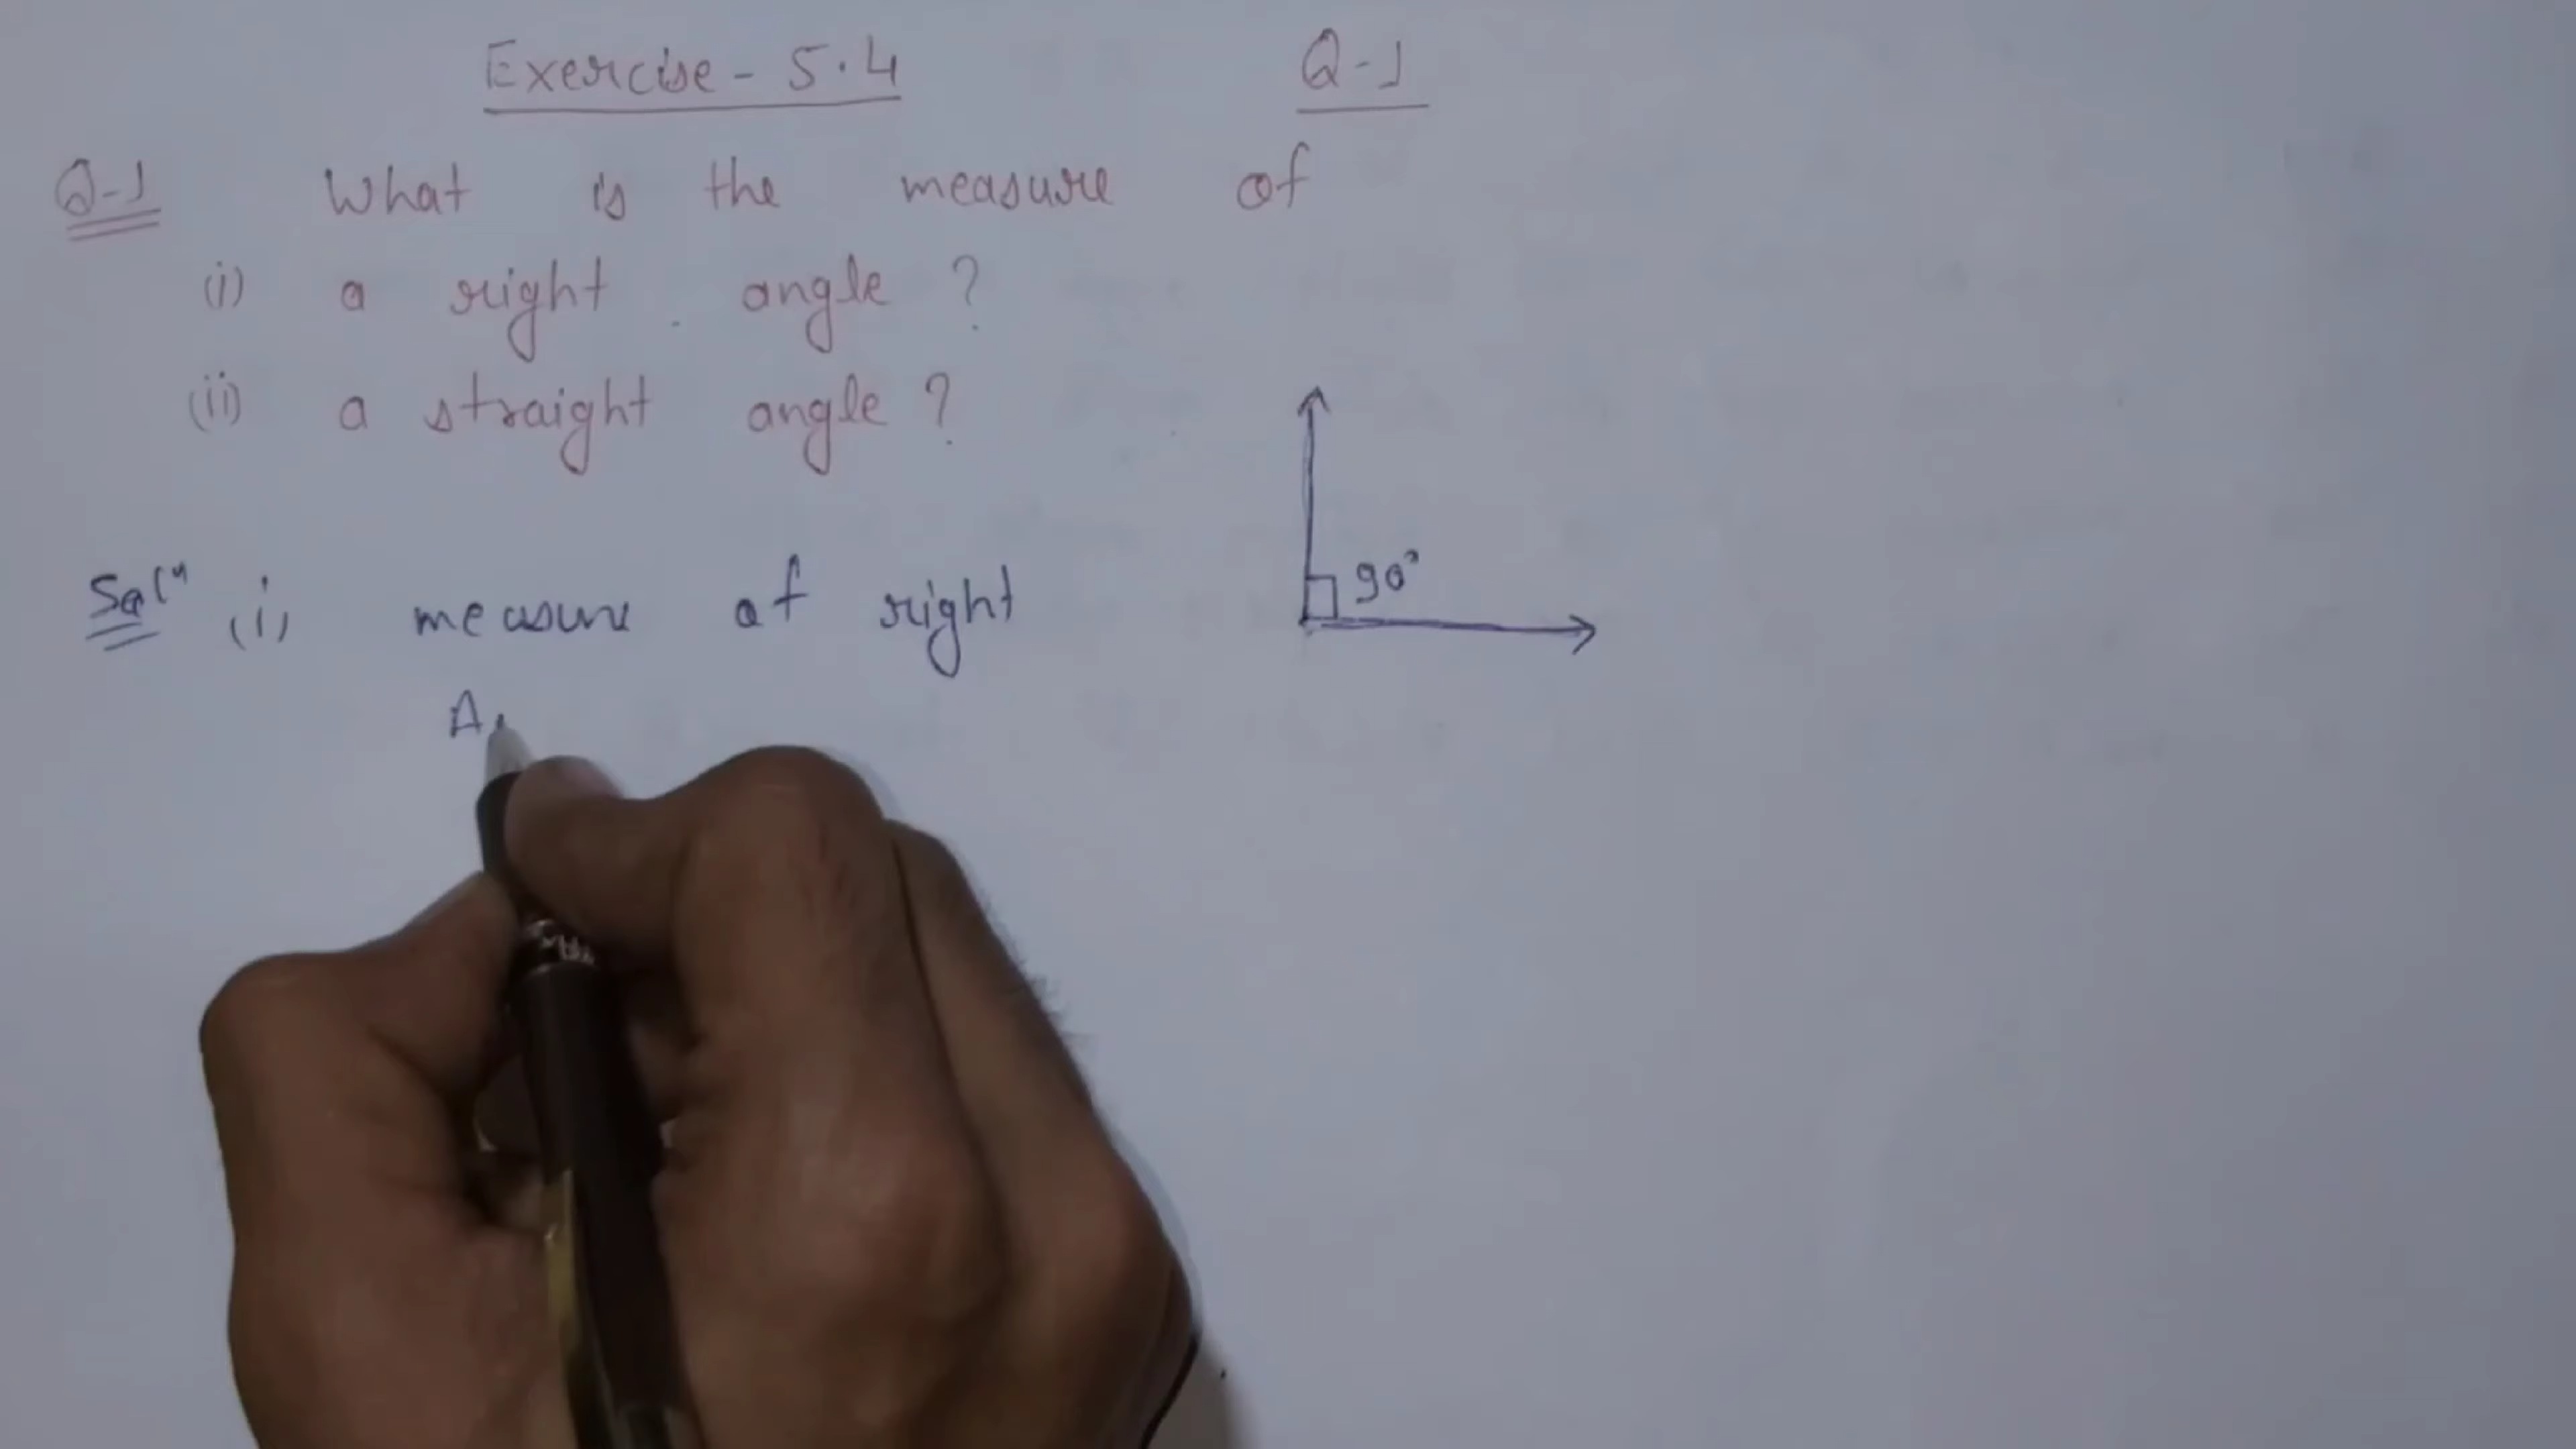 Exercise - 5.4 Q-1
Q-1 What is the measure of
(i) a right angle ?
(ii) a straight angle ?
Solⁿ (i) measure of right
90°
A